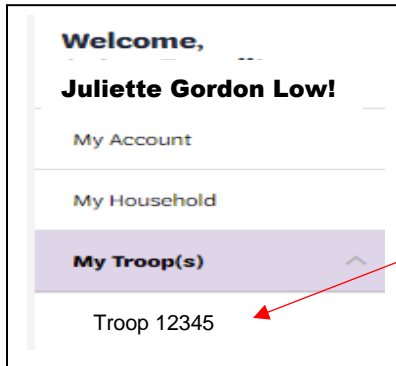 Welcome,
Juliette Gordon Low!
My Account
My Household
My Troop(s)
Troop 12345